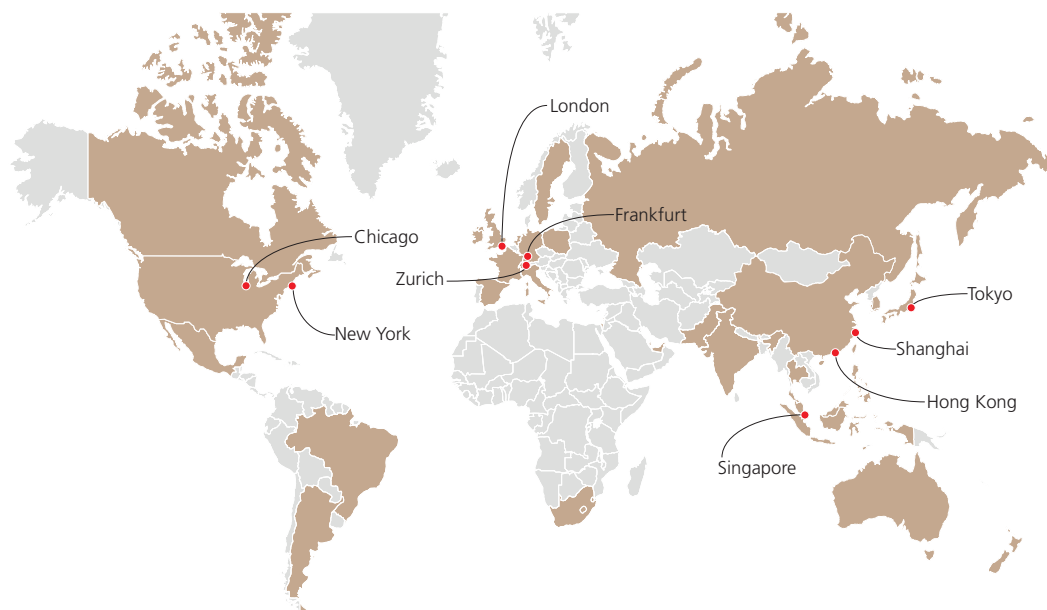 London
Frankfurt
Chicago
Zurich
Tokyo
New York
Shanghai
Hong Kong
Singapore